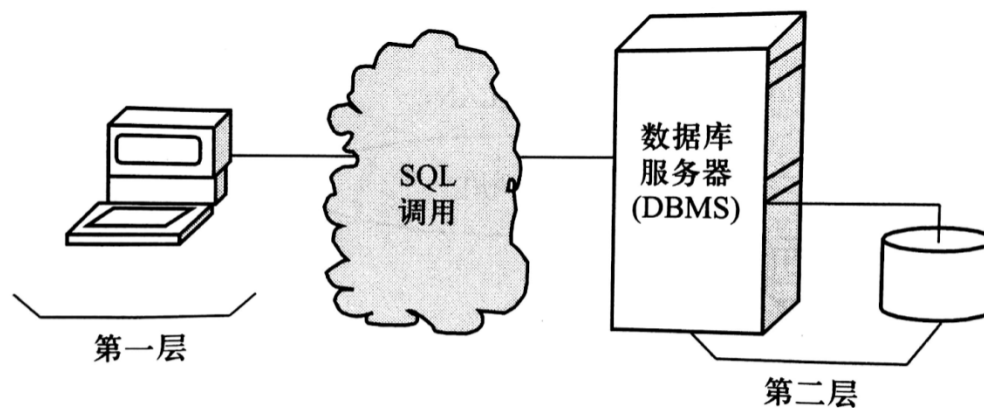 SQL
调用
数据库
服务器
(DBMS)
第一层
第二层